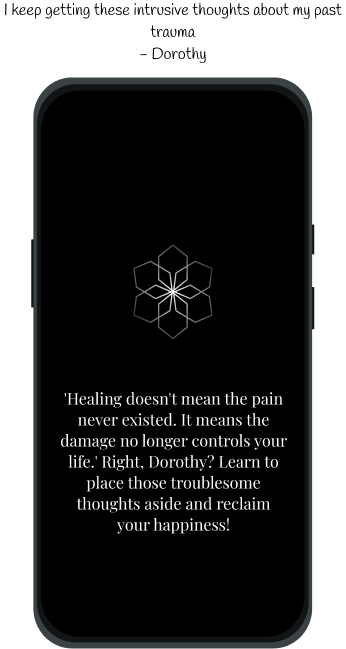 I keep getting these intrusive thoughts about my past
trauma
- Dorothy
'Healing doesn't mean the pain
never existed. It means the
damage no longer controls your
life.' Right, Dorothy? Learn to
place those troublesome
thoughts aside and reclaim
your happiness!